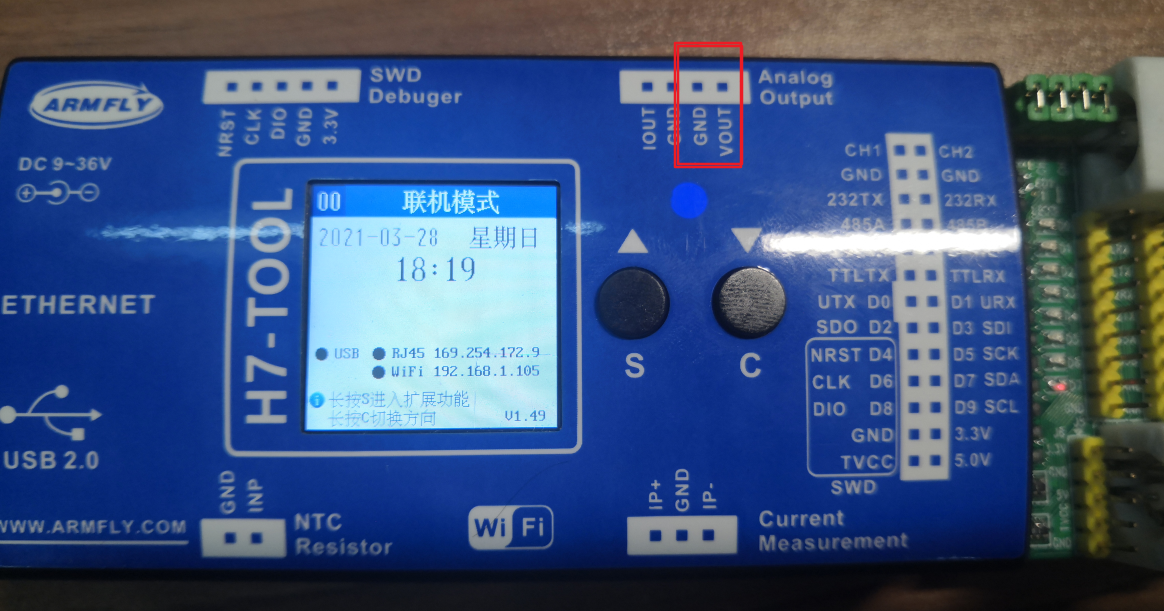 ARMFLY
SWD
Debuger
NRST
CLK
DIO
GND
3.3V
Analog
Output
IOUT
GND
GND
VOUT
DC 9~36V
ETHERNET
USB 2.0
WWW.ARMFLY.COM
H7-TOOL
00 联机模式
2021-03-28 星期日
18:19
USB RJ45 169.254.172.9
WiFi 192.168.1.105
长按S进入扩展功能
长按C切换方向 V1.49
S
C
CH1 CH2
GND GND
232TX 232RX
485A 485B
TTLTX TTLRX
UTX D0 D1 URX
SDO D2 D3 SDI
NRST D4 D5 SCK
CLK D6 D7 SDA
DIO D8 D9 SCL
GND 3.3V
TVCC 5.0V
SWD
GND
INP
NTC
Resistor
Wi Fi
IP+
GND
IP-
Current
Measurement